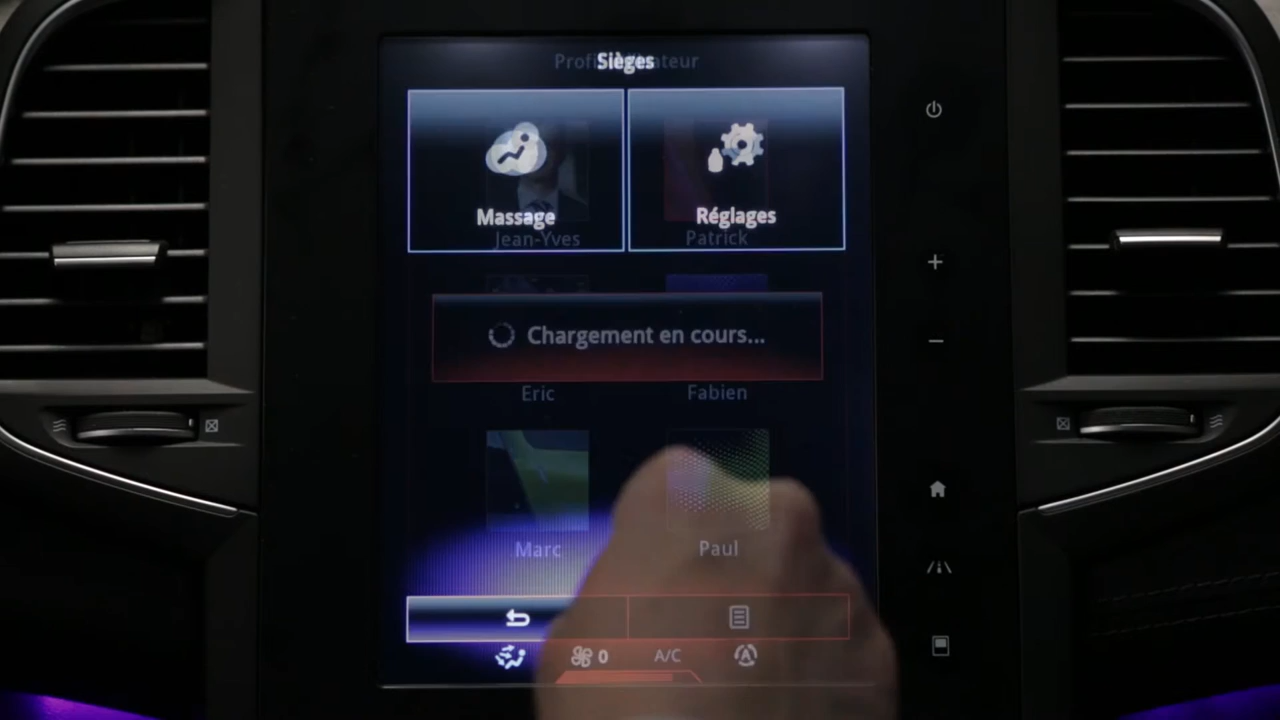 Sièges
Massage
Réglages
Jean-Yves
Patrick
Chargement en cours...
Eric
Fabien
Marc
Paul
0
A/C